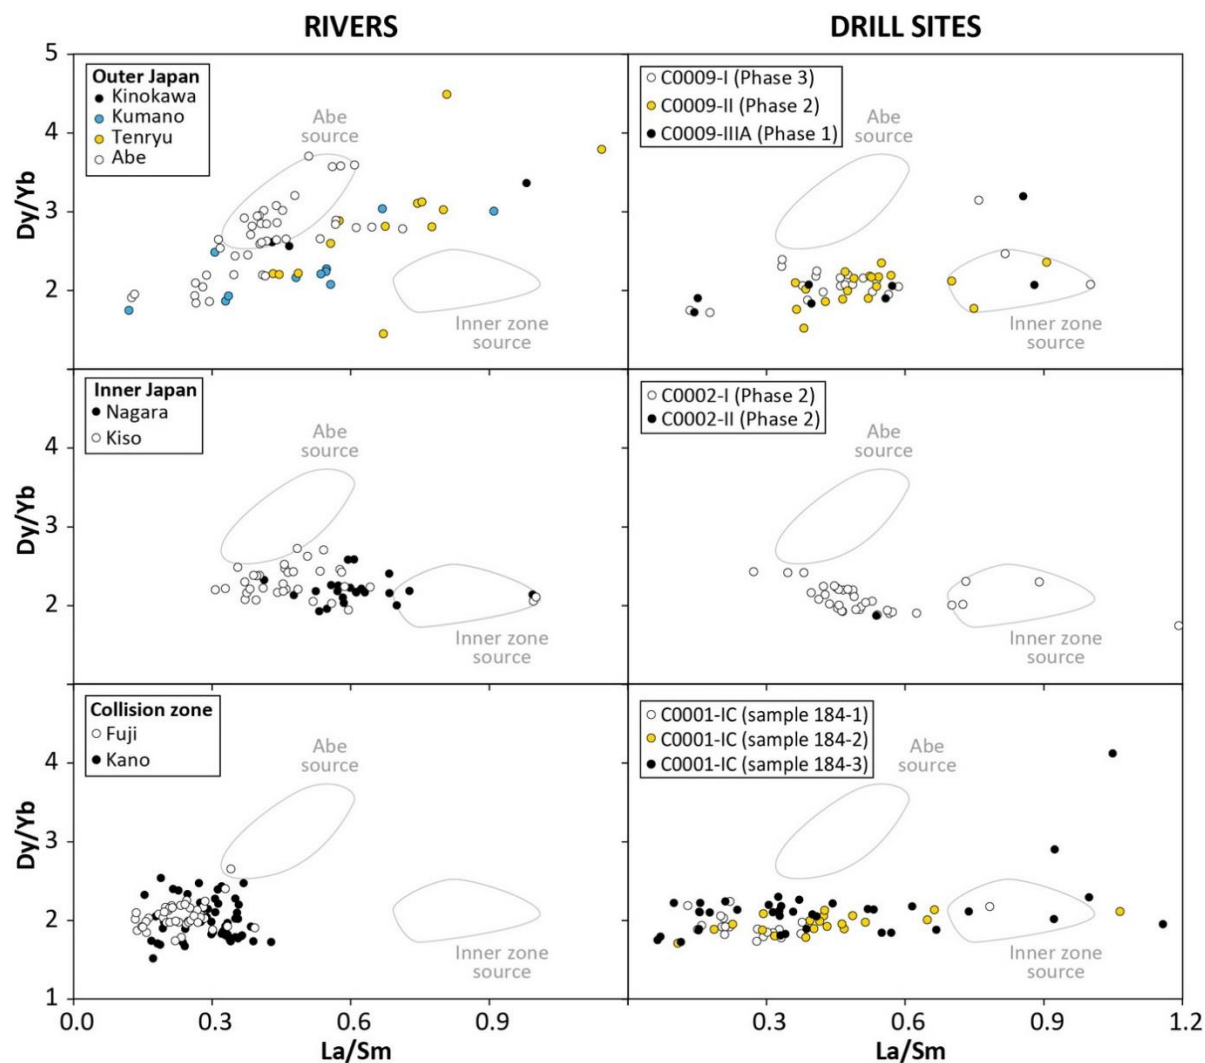 RIVERS
DRILL SITES
5
4
3
2
Dy/Yb
Outer Japan
Kinokawa
Kumano
Tenryu
Abe
Abe
source
Inner zone
source
C0009-I (Phase 3)
C0009-II (Phase 2)
C0009-IIIA (Phase 1)
Abe
source
Inner zone
source
4
3
2
Dy/Yb
Inner Japan
Nagara
Kiso
Abe
source
Inner zone
source
C0002-I (Phase 2)
C0002-II (Phase 2)
Abe
source
Inner zone
source
4
3
2
1
Dy/Yb
Collision zone
Fuji
Kano
Abe
source
Inner zone
source
C0001-IC (sample 184-1)
C0001-IC (sample 184-2)
C0001-IC (sample 184-3)
Abe
source
Inner zone
source
0.0 0.3 0.6 0.9
0.3 0.6 0.9 1.2
La/Sm
La/Sm